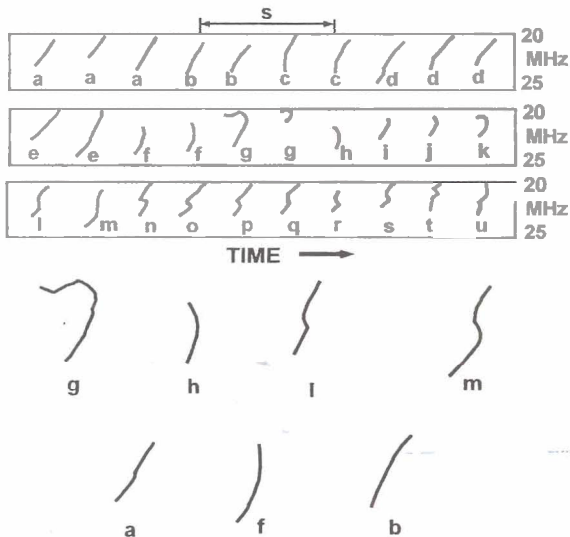 s
20
a a a b b c c d d d MHz
25
20
e e f f g g h i j k MHz
25
20
l m n o p q r s t u MHz
25
TIME
g h l m
a f b